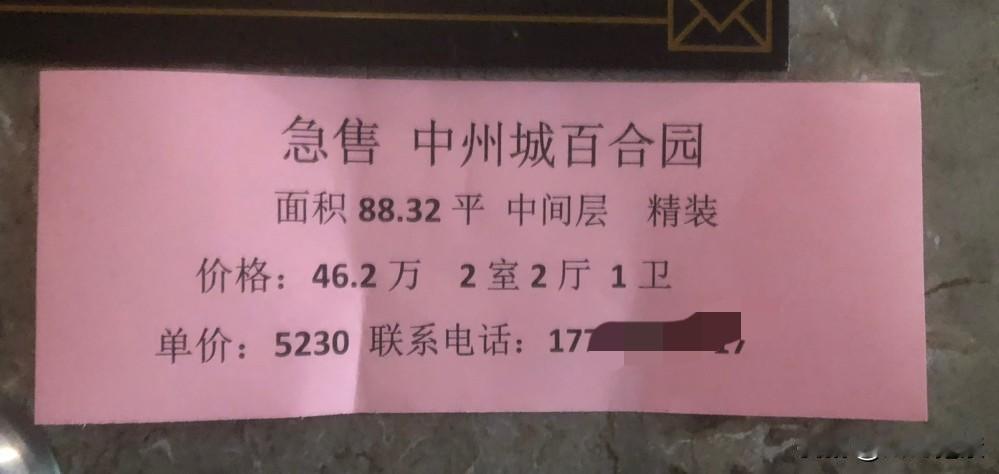 急售 中州城百合园
面积 88.32 平 中间层 精装
价格：46.2 万 2 室 2 厅 1 卫
单价：5230 联系电话：177 17